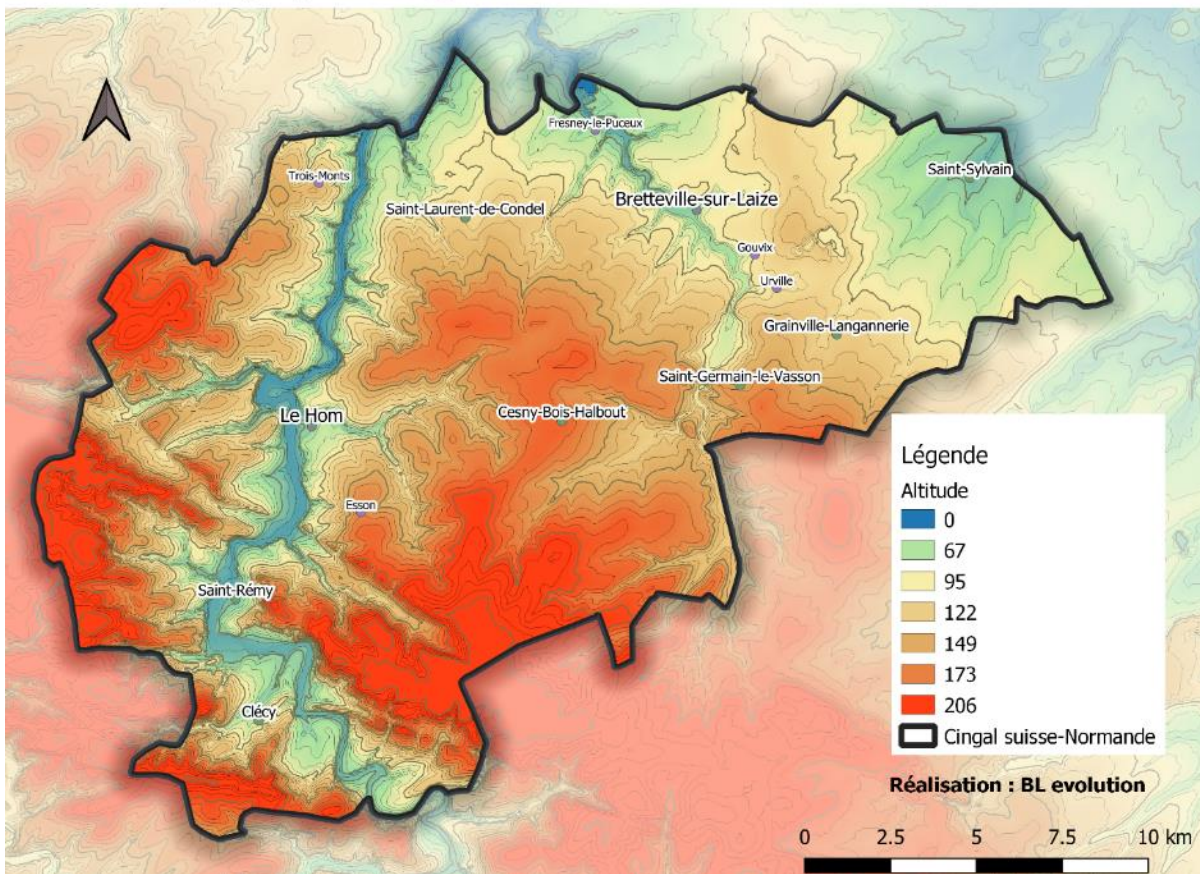 Fresney-le-Puceux
Trois-Monts
Saint-Sylvain
Bretteville-sur-Laize
Saint-Laurent-de-Condel
Gouvix
Urville
Grainville-Langannerie
Saint-Germain-le-Vasson
Cesny-Bois-Halbout
Le Hom
Esson
Saint-Rémy
Clécy
Légende
Altitude
0
67
95
122
149
173
206
Cingal suisse-Normande
Réalisation : BL evolution
0 2.5 5 7.5 10 km